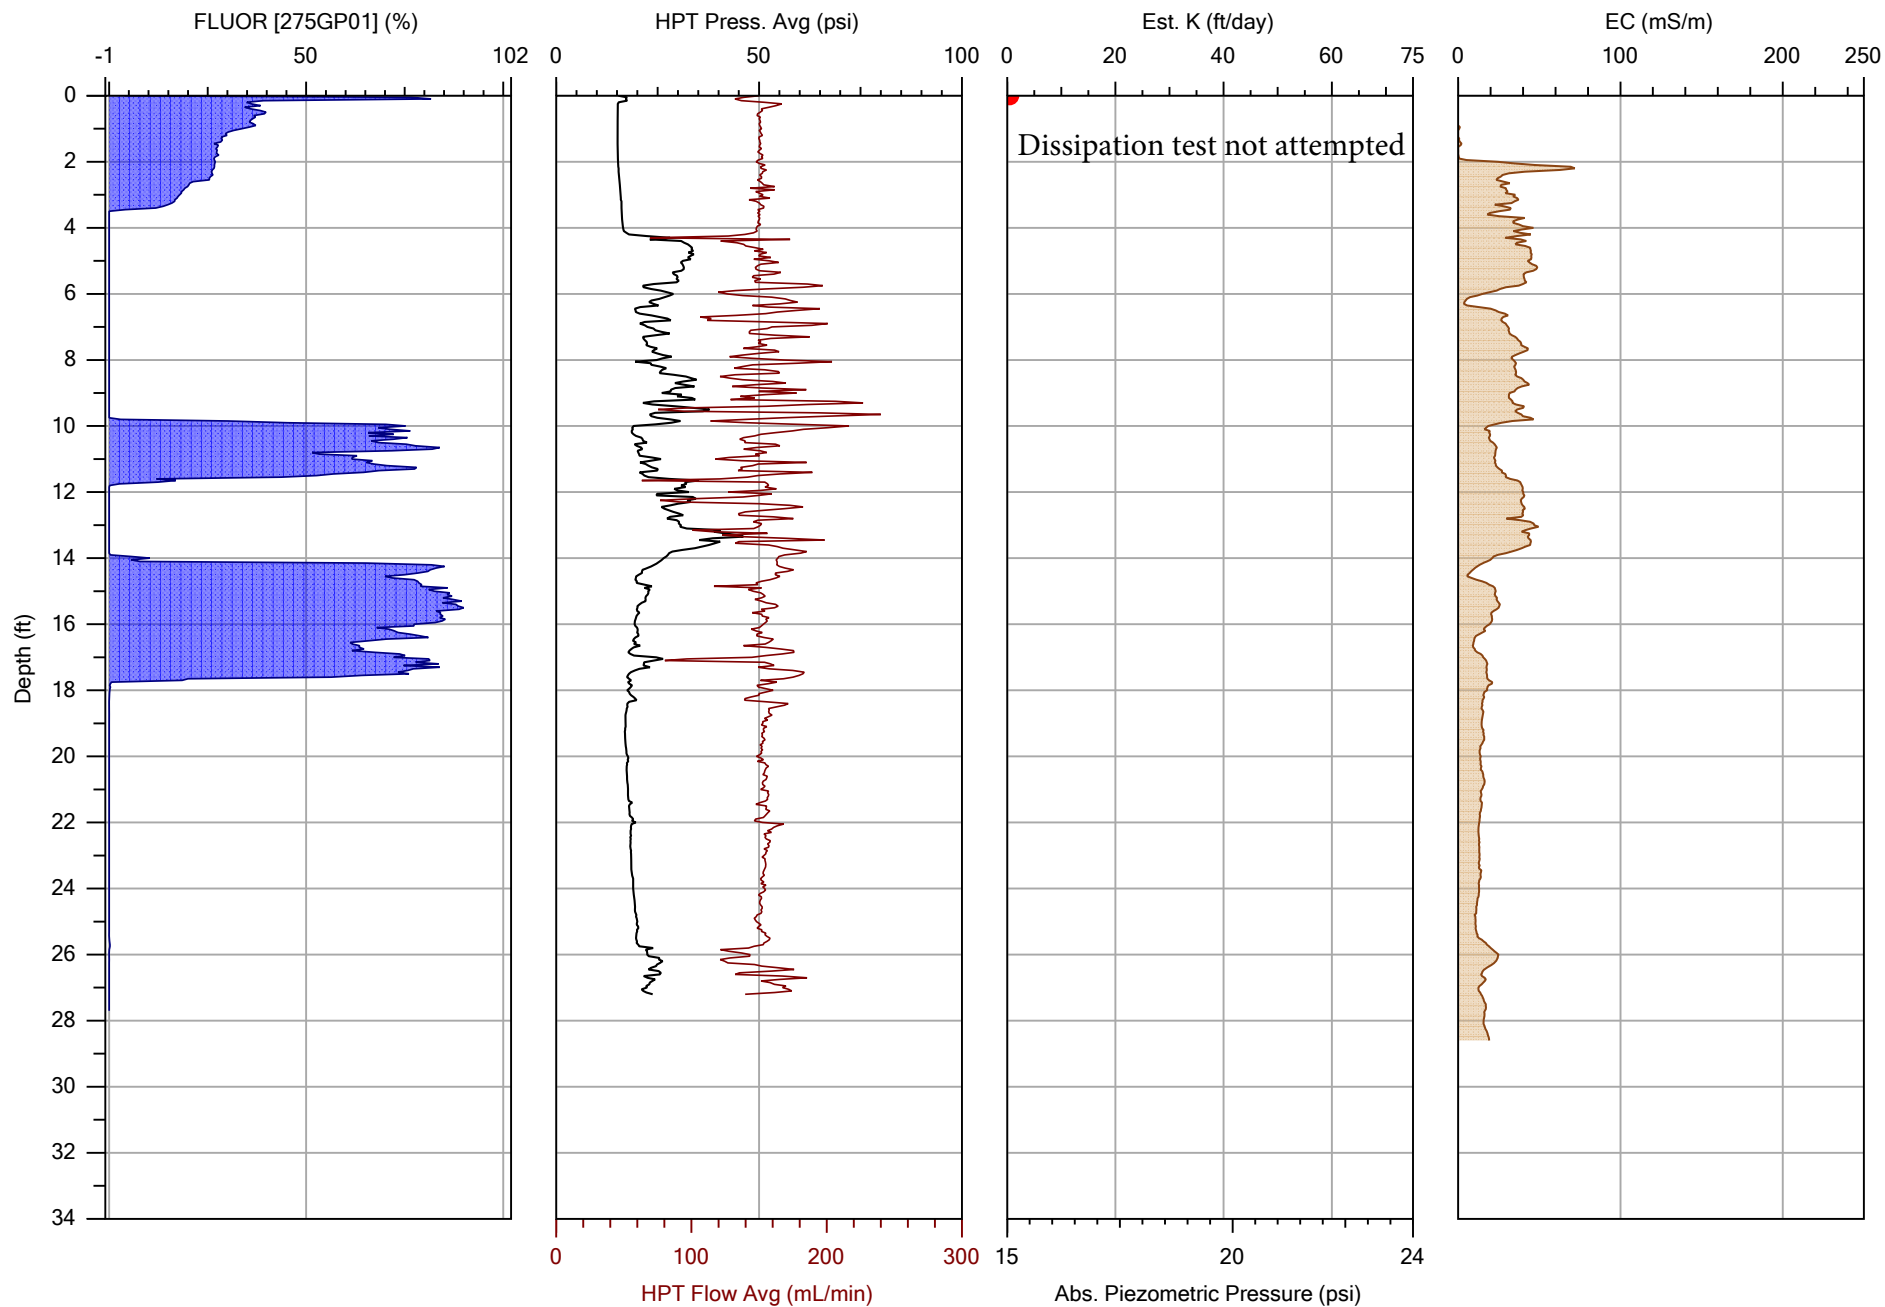 FLUOR [275GP01] (%)
-1 50 102
HPT Press. Avg (psi)
0 50 100
Est. K (ft/day)
0 20 40 60 75
EC (mS/m)
0 100 200 250
Depth (ft)
0
2
4
6
8
10
12
14
16
18
20
22
24
26
28
30
32
34
Dissipation test not attempted
0 100 200 300
HPT Flow Avg (mL/min)
15 20 24
Abs. Piezometric Pressure (psi)